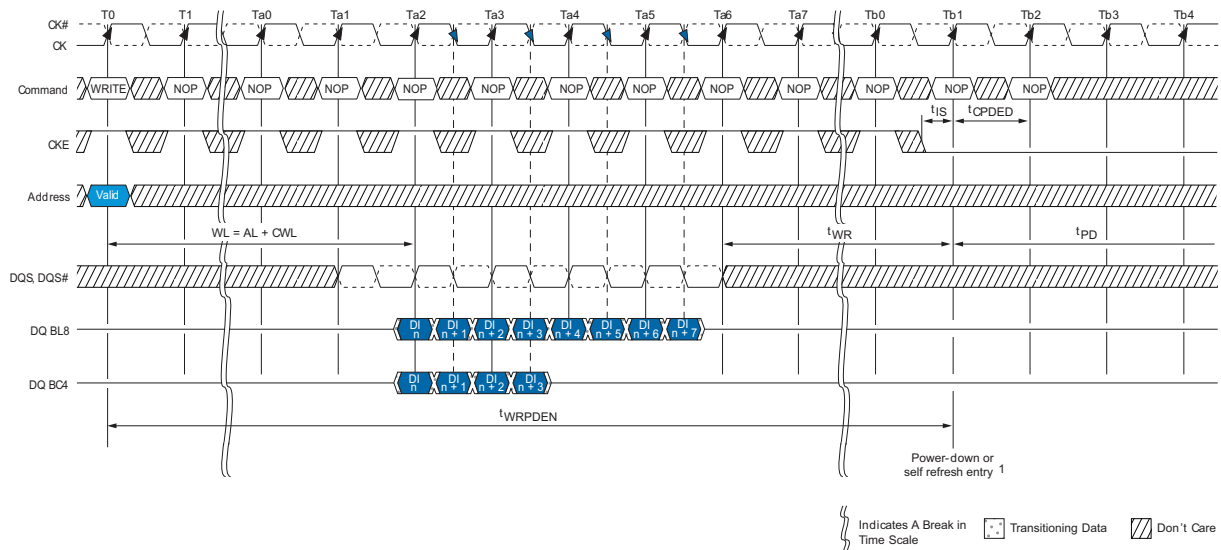 T0 T1 Ta0 Ta1 Ta2 Ta3 Ta4 Ta5 Ta6 Ta7 Tb0 Tb1 Tb2 Tb3 Tb4
CK#
CK
Command WRITE NOP NOP NOP NOP NOP NOP NOP NOP NOP NOP NOP NOP
tIS tCPDED
CKE
Address Valid
WL = AL + CWL tWR tPD
DQS, DQS#
DQ BL8 DI n DI n + 1 DI n + 2 DI n + 3 DI n + 4 DI n + 5 DI n + 6 DI n + 7
DQ BC4 DI n DI n + 1 DI n + 2 DI n + 3
tWRPDEN
Power-down or
self refresh entry 1
Indicates A Break in
Time Scale
Transitioning Data
Don't Care